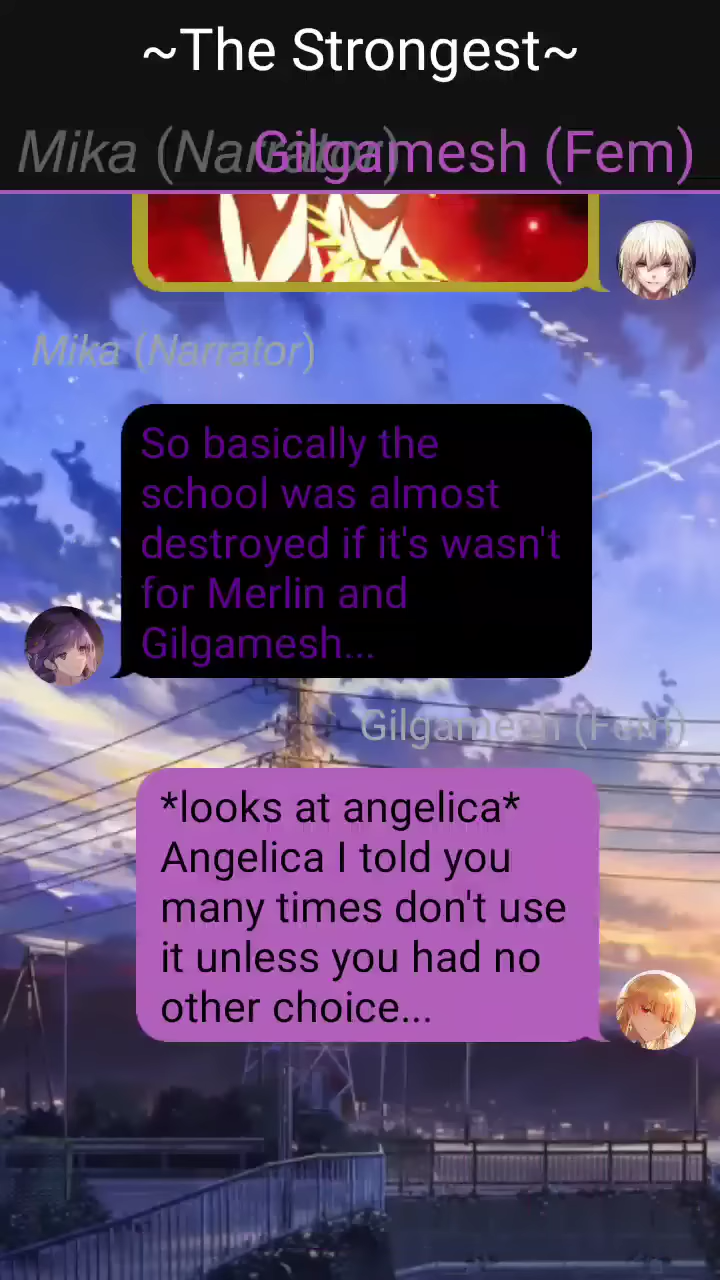 ~The Strongest~
Mika (Narrator)
Gilgamesh (Fem)
Mika (Narrator)
So basically the
school was almost
destroyed if it's wasn't
for Merlin and
Gilgamesh...
Gilgamesh (Fem)
*looks at angelica*
Angelica I told you
many times don't use
it unless you had no
other choice...